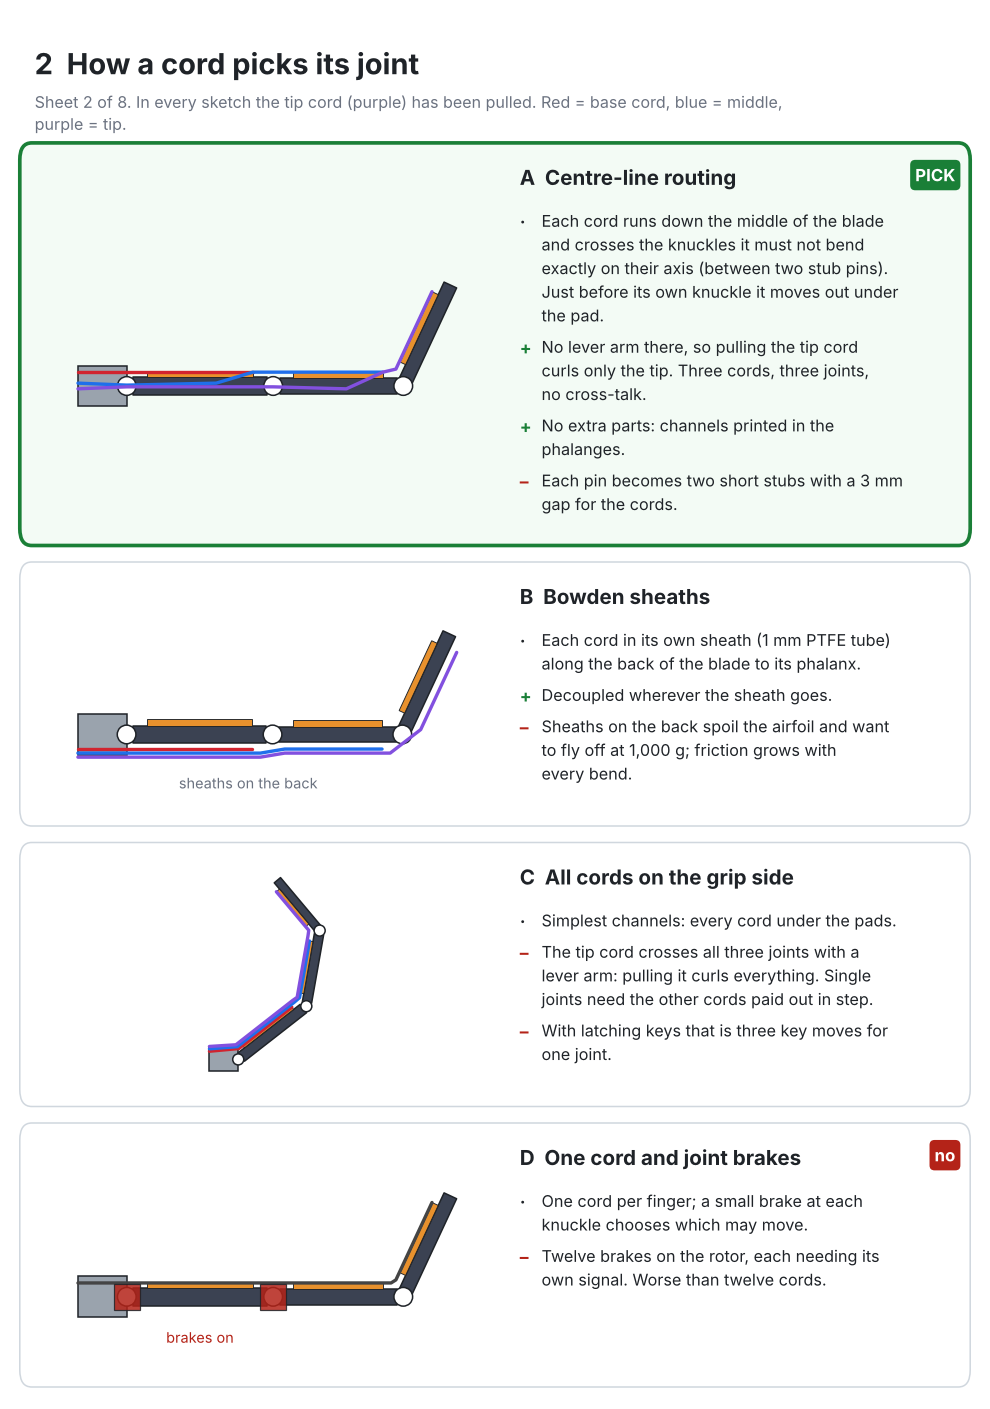 2 How a cord picks its joint
Sheet 2 of 8. In every sketch the tip cord (purple) has been pulled. Red = base cord, blue = middle,
purple = tip.
A Centre-line routing
PICK
· Each cord runs down the middle of the blade
and crosses the knuckles it must not bend
exactly on their axis (between two stub pins).
Just before its own knuckle it moves out under
the pad.
+ No lever arm there, so pulling the tip cord
curls only the tip. Three cords, three joints,
no cross-talk.
+ No extra parts: channels printed in the
phalanges.
– Each pin becomes two short stubs with a 3 mm
gap for the cords.
B Bowden sheaths
· Each cord in its own sheath (1 mm PTFE tube)
along the back of the blade to its phalanx.
+ Decoupled wherever the sheath goes.
– Sheaths on the back spoil the airfoil and want
to fly off at 1,000 g; friction grows with
every bend.
sheaths on the back
C All cords on the grip side
· Simplest channels: every cord under the pads.
– The tip cord crosses all three joints with a
lever arm: pulling it curls everything. Single
joints need the other cords paid out in step.
– With latching keys that is three key moves for
one joint.
D One cord and joint brakes
no
· One cord per finger; a small brake at each
knuckle chooses which may move.
– Twelve brakes on the rotor, each needing its
own signal. Worse than twelve cords.
brakes on